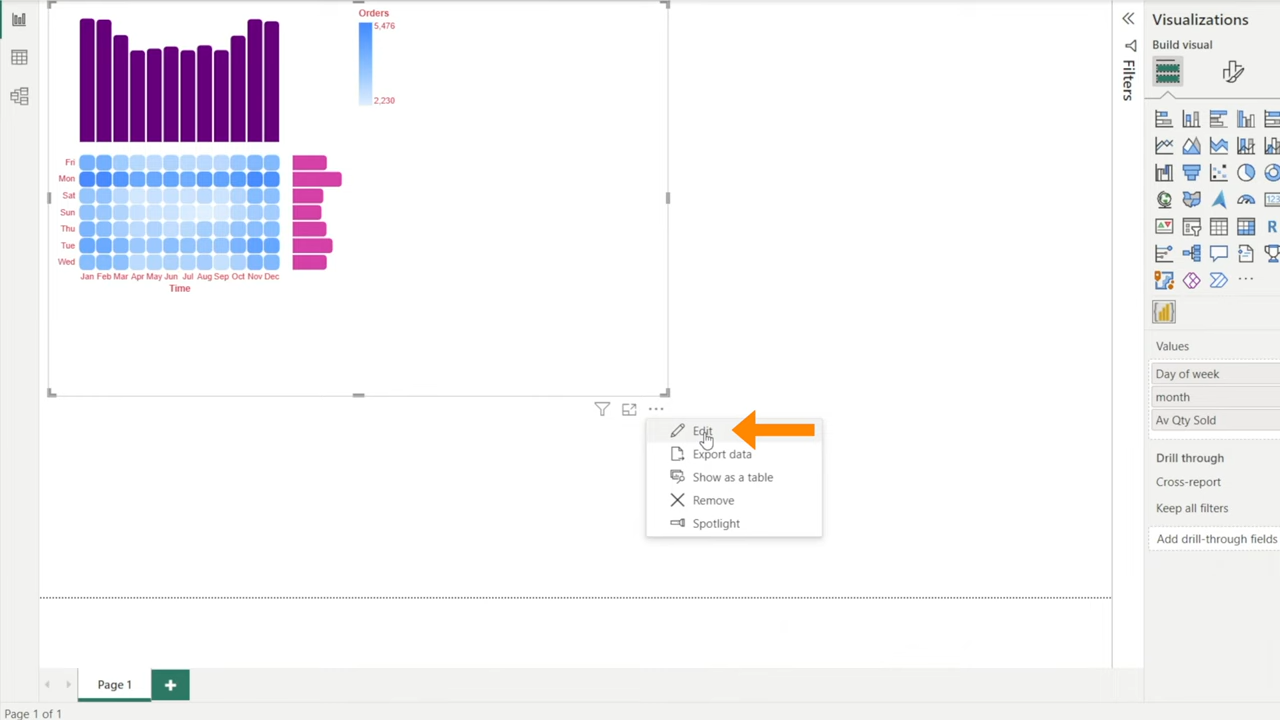 Orders
5,476
2,230
Fri
Mon
Sat
Sun
Thu
Tue
Wed
Jan Feb Mar Apr May Jun Jul Aug Sep Oct Nov Dec
Time
Edit
Export data
Show as a table
Remove
Spotlight
Filters
Visualizations
Build visual
123
R
Values
Day of week
month
Av Qty Sold
Drill through
Cross-report
Keep all filters
Add drill-through fields
Page 1
Page 1 of 1